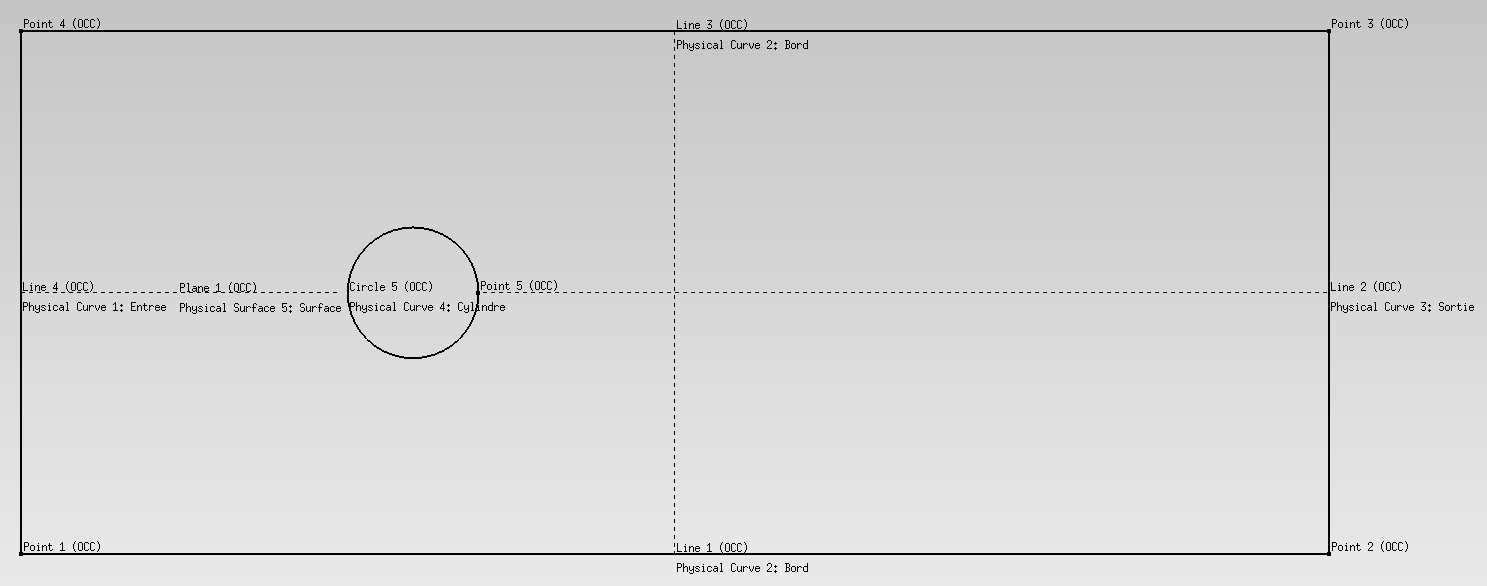 Point 4 (OCC)
Line 3 (OCC)
Point 3 (OCC)
Physical Curve 2: Bord
Line 4 (OCC)
Plane 1 (OCC)
Circle 5 (OCC)
Point 5 (OCC)
Line 2 (OCC)
Physical Curve 1: Entree
Physical Surface 5: Surface
Physical Curve 4: Cylindre
Physical Curve 3: Sortie
Point 1 (OCC)
Line 1 (OCC)
Point 2 (OCC)
Physical Curve 2: Bord